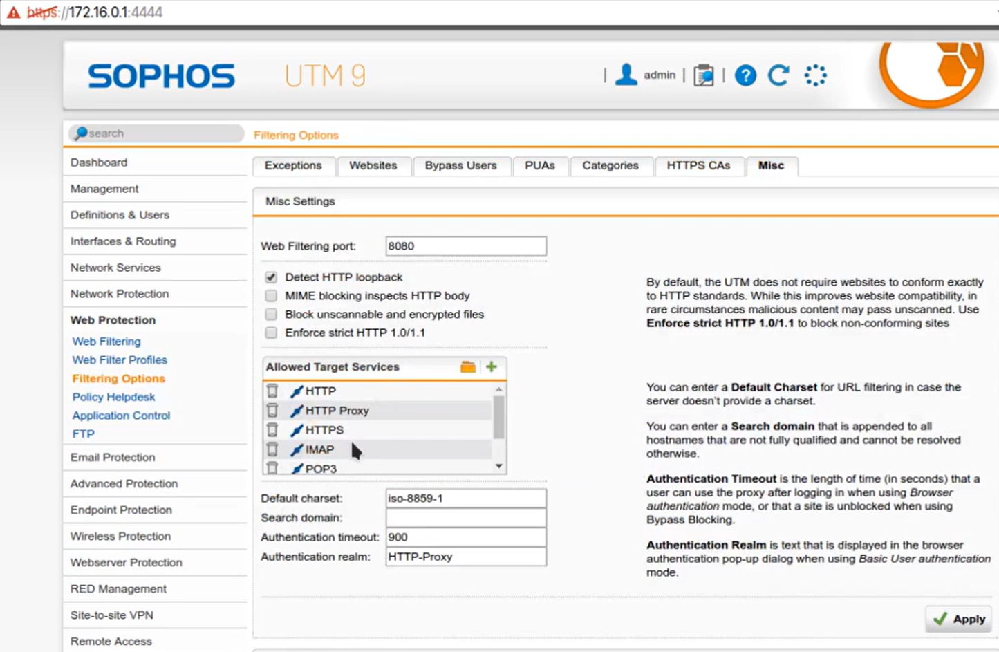 https://172.16.0.1:4444
SOPHOS UTM 9
| admin | | ?
search
Filtering Options
Dashboard
Management
Definitions & Users
Interfaces & Routing
Network Services
Network Protection
Web Protection
Web Filtering
Web Filter Profiles
Filtering Options
Policy Helpdesk
Application Control
FTP
Email Protection
Advanced Protection
Endpoint Protection
Wireless Protection
Webserver Protection
RED Management
Site-to-site VPN
Remote Access
Exceptions Websites Bypass Users PUAs Categories HTTPS CAs Misc
Misc Settings
Web Filtering port: 8080
Detect HTTP loopback
MIME blocking inspects HTTP body
Block unscannable and encrypted files
Enforce strict HTTP 1.0/1.1
Allowed Target Services
HTTP
HTTP Proxy
HTTPS
IMAP
POP3
Default charset: iso-8859-1
Search domain:
Authentication timeout: 900
Authentication realm: HTTP-Proxy
By default, the UTM does not require websites to conform exactly
to HTTP standards. While this improves website compatibility, in
rare circumstances malicious content may pass unscanned. Use
Enforce strict HTTP 1.0/1.1 to block non-conforming sites
You can enter a Default Charset for URL filtering in case the
server doesn't provide a charset.
You can enter a Search domain that is appended to all
hostnames that are not fully qualified and cannot be resolved
otherwise.
Authentication Timeout is the length of time (in seconds) that a
user can use the proxy after logging in when using Browser
authentication mode, or that a site is unblocked when using
Bypass Blocking.
Authentication Realm is text that is displayed in the browser
authentication pop-up dialog when using Basic User authentication
mode.
Apply